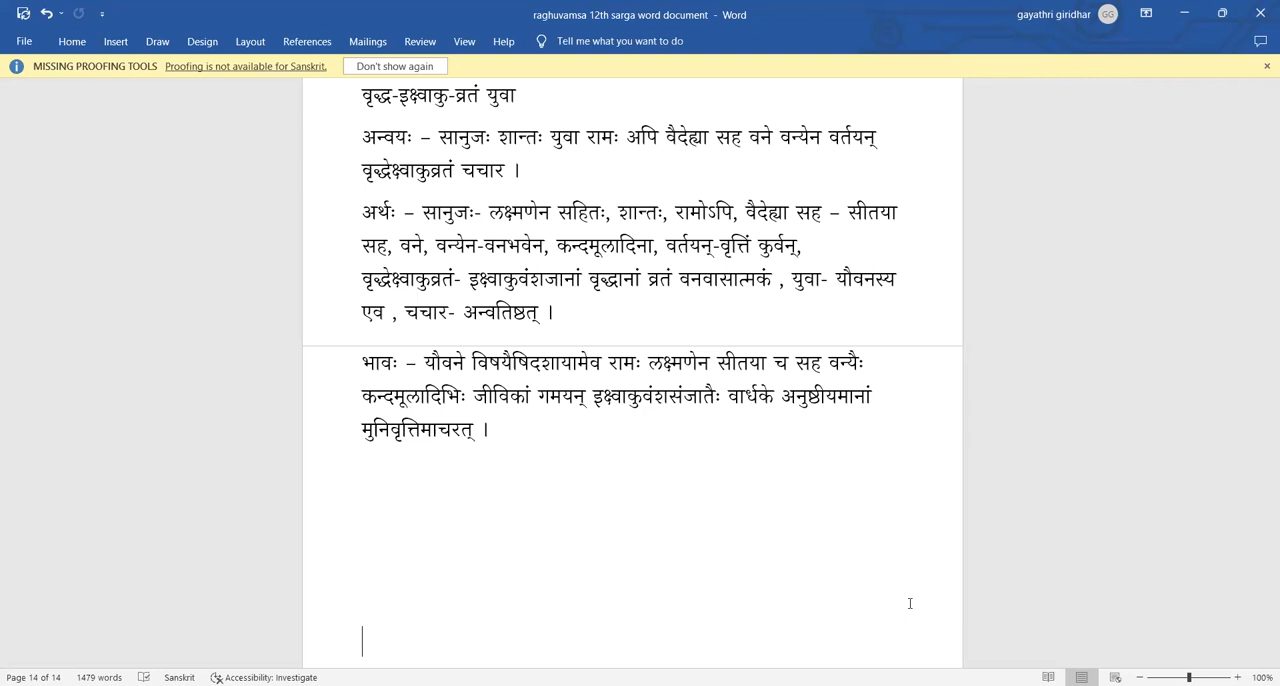 raghuvamsa 12th sarga word document - Word
gayathri giridhar GG
File Home Insert Draw Design Layout References Mailings Review View Help Tell me what you want to do
MISSING PROOFING TOOLS Proofing is not available for Sanskrit. Don't show again
वृद्ध-इक्ष्वाकु-व्रतं युवा
अन्वयः – सानुजः शान्तः युवा रामः अपि वैदेह्या सह वने वन्येन वर्तयन्
वृद्धेक्ष्वाकुव्रतं चचार ।
अर्थः – सानुजः- लक्ष्मणेन सहितः, शान्तः, रामोऽपि, वैदेह्या सह – सीतया
सह, वने, वन्येन-वनभवेन, कन्दमूलादिना, वर्तयन्-वृत्तिं कुर्वन्,
वृद्धेक्ष्वाकुव्रतं- इक्ष्वाकुवंशजानां वृद्धानां व्रतं वनवासात्मकं , युवा- यौवनस्य
एव , चचार- अन्वतिष्ठत् ।
भावः – यौवने विषयैषिदशायामेव रामः लक्ष्मणेन सीतया च सह वन्यैः
कन्दमूलादिभिः जीविकां गमयन् इक्ष्वाकुवंशसंजातैः वार्धके अनुष्ठीयमानां
मुनिवृत्तिमाचरत् ।
Page 14 of 14 1479 words Sanskrit Accessibility: Investigate 100%